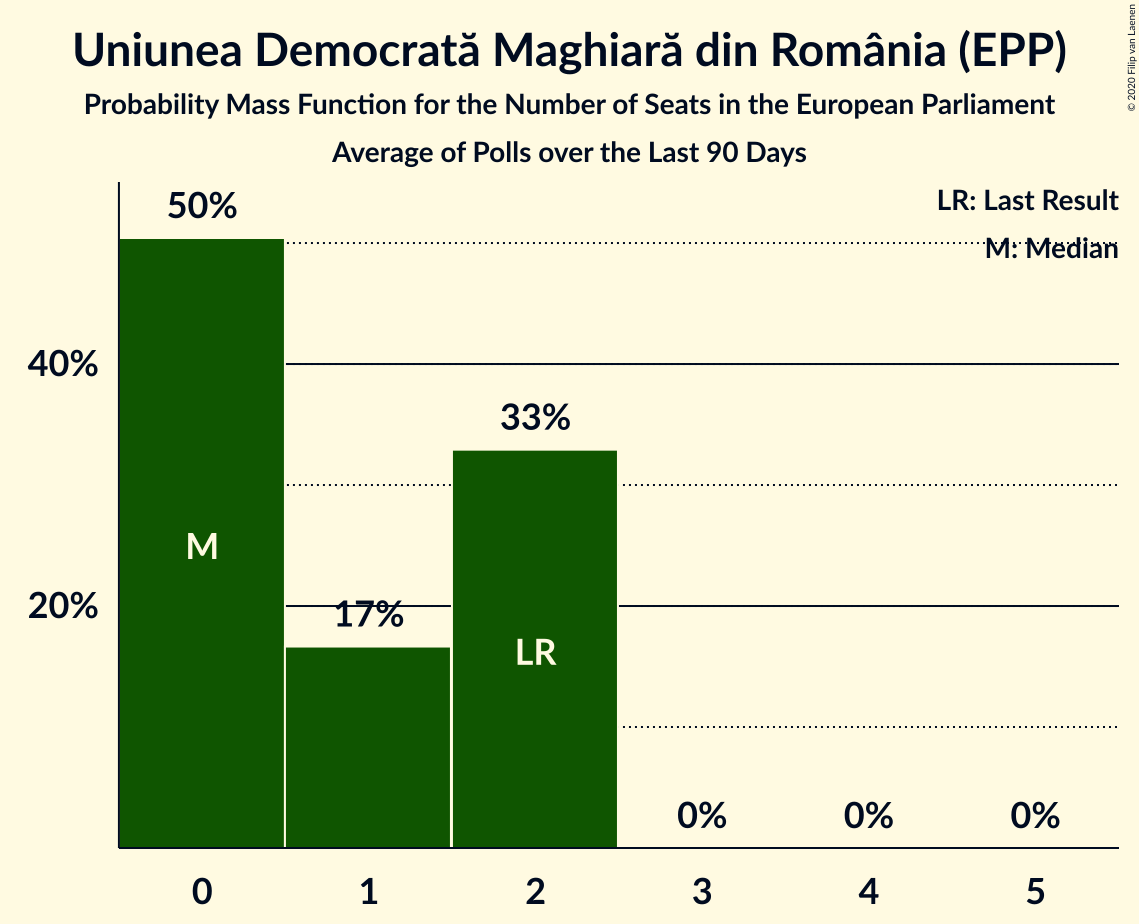 Uniunea Democrată Maghiară din România (EPP)
Probability Mass Function for the Number of Seats in the European Parliament
Average of Polls over the Last 90 Days
© 2020 Filip van Laenen
LR: Last Result
M: Median
50%
40%
33%
M
20%
17%
LR
0%
0%
0%
0
1
2
3
4
5